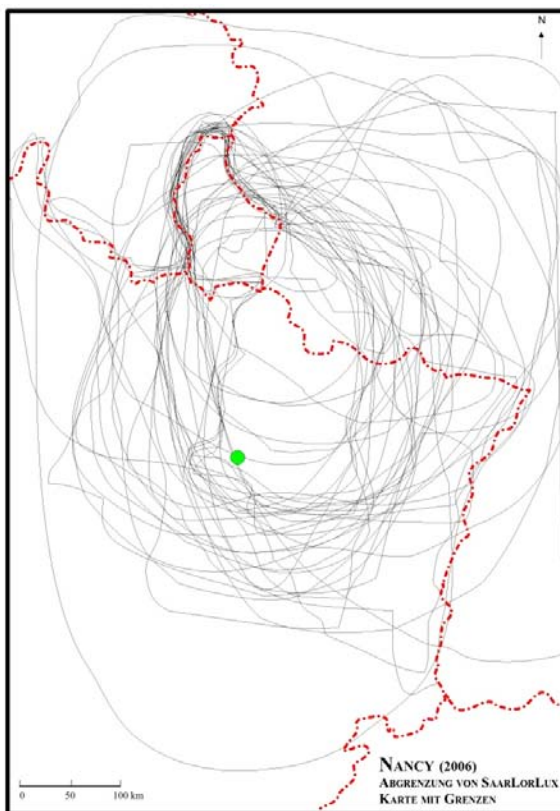 N
NANCY (2006)
ABGRENZUNG VON SAARLORLUX
KARTE MIT GRENZEN
0 50 100 km